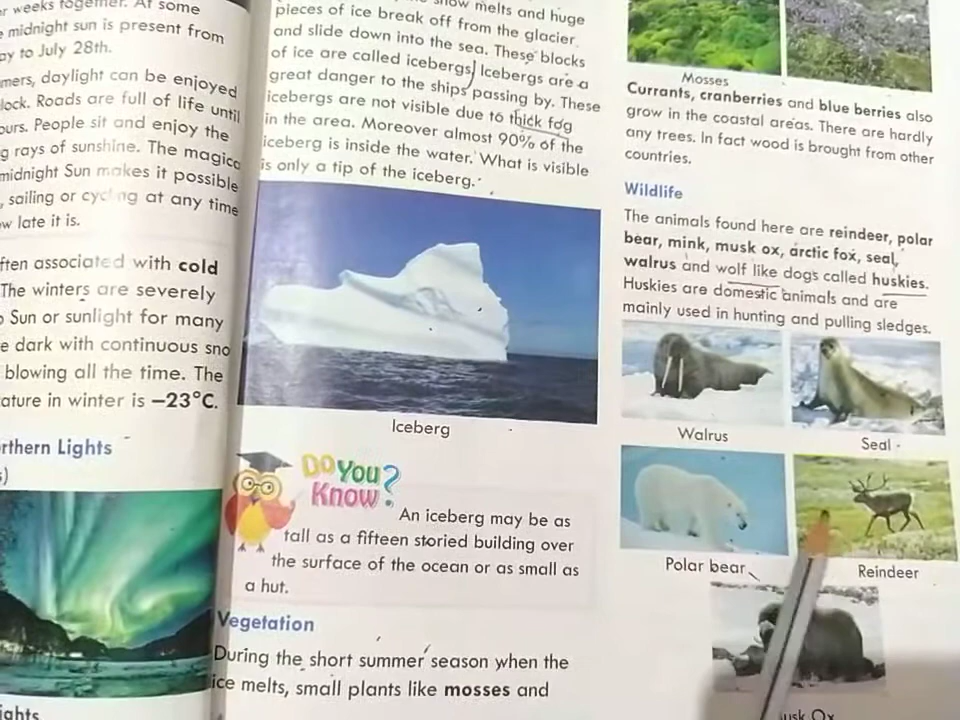 weeks together. At some
midnight sun is present from
to July 28th.
daylight can be enjoyed
Roads are full of life until
People sit and enjoy the
rays of sunshine. The
midnight Sun makes it possible
sailing or cycling at any time
late it is.
often associated with cold
The winters are severely
Sun or sunlight for many
dark with continuous
blowing all the time. The
in winter is –23°C.
Northern Lights
melts and huge
pieces of ice break off from the glacier
and slide down into the sea. These blocks
of ice are called icebergs. Icebergs are a
great danger to the ships passing by. These
icebergs are not visible due to thick fog
in the area. Moreover almost 90% of the
iceberg is inside the water. What is visible
is only a tip of the iceberg.
Iceberg
Do You Know?
An iceberg may be as
tall as a fifteen storied building over
the surface of the ocean or as small as
a hut.
Vegetation
During the short summer season when the
ice melts, small plants like mosses and
Mosses
Currants, cranberries and blue berries also
grow in the coastal areas. There are hardly
any trees. In fact wood is brought from other
countries.
Wildlife
The animals found here are reindeer, polar
bear, mink, musk ox, arctic fox, seal,
walrus and wolf like dogs called huskies.
Huskies are domestic animals and are
mainly used in hunting and pulling sledges.
Walrus
Seal
Polar bear
Reindeer
Ox